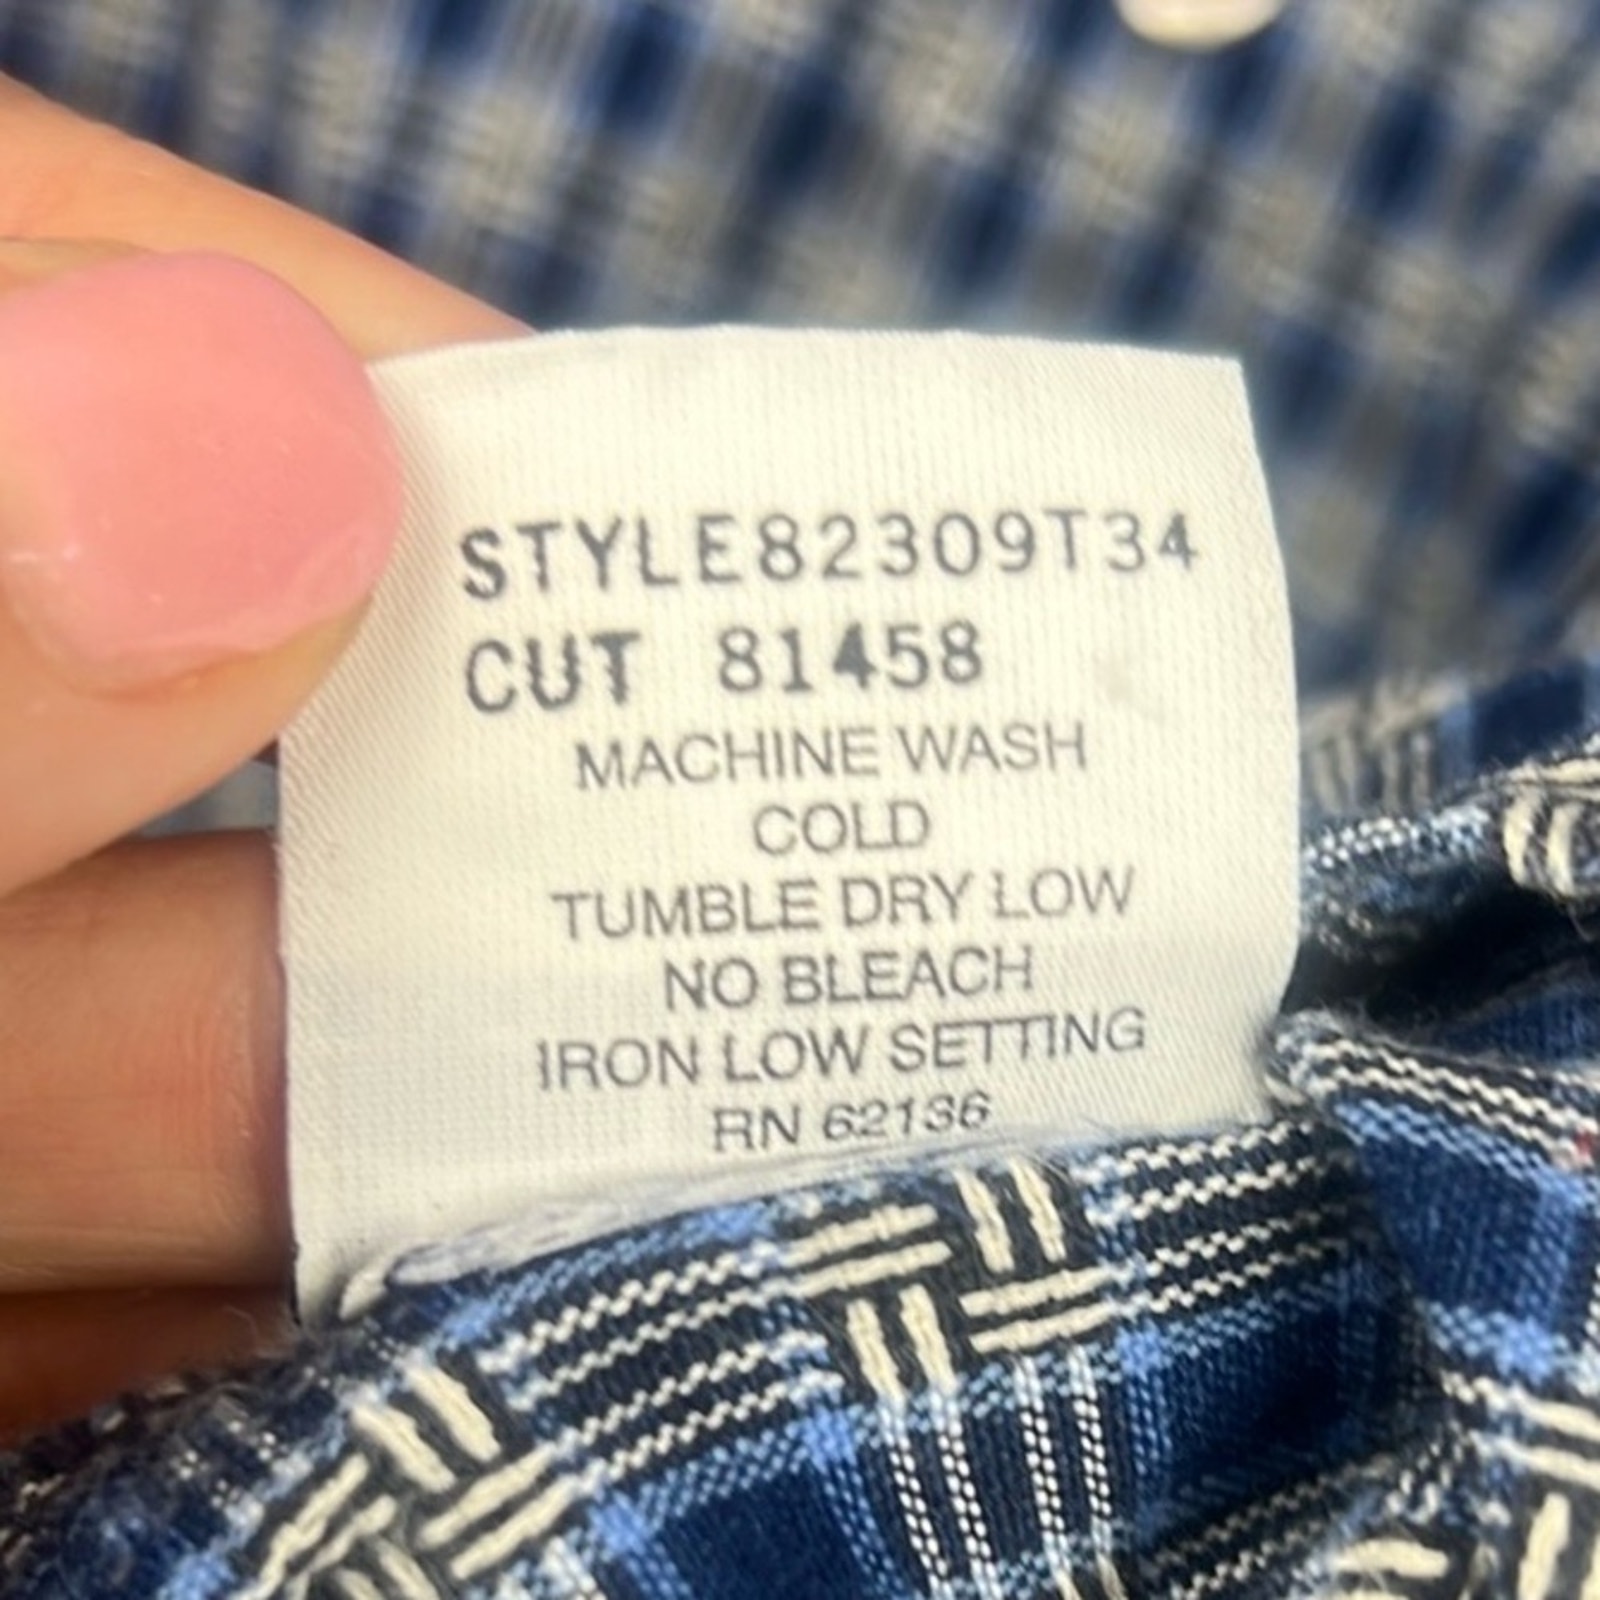 STYLE82309T34
CUT 81458
MACHINE WASH
COLD
TUMBLE DRY LOW
NO BLEACH
IRON LOW SETTING
RN 62136